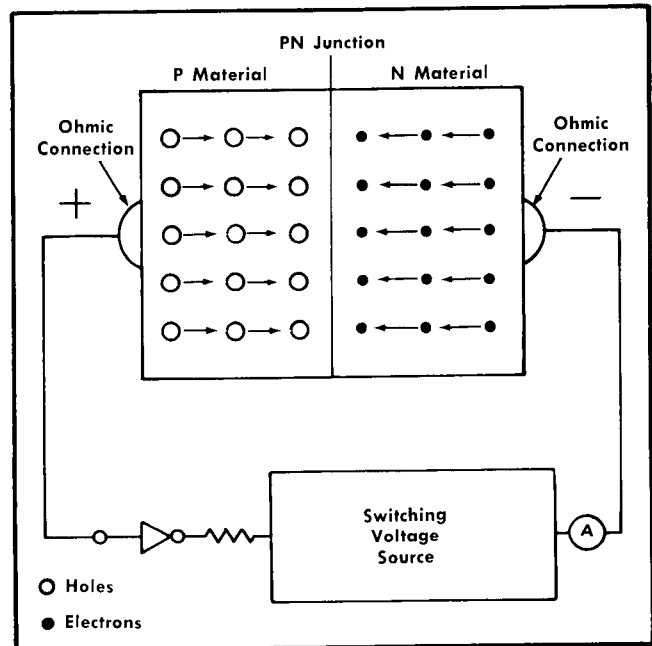 PN Junction
P Material
N Material
Ohmic
Connection
Ohmic
Connection
+
−
Switching
Voltage
Source
A
Holes
Electrons